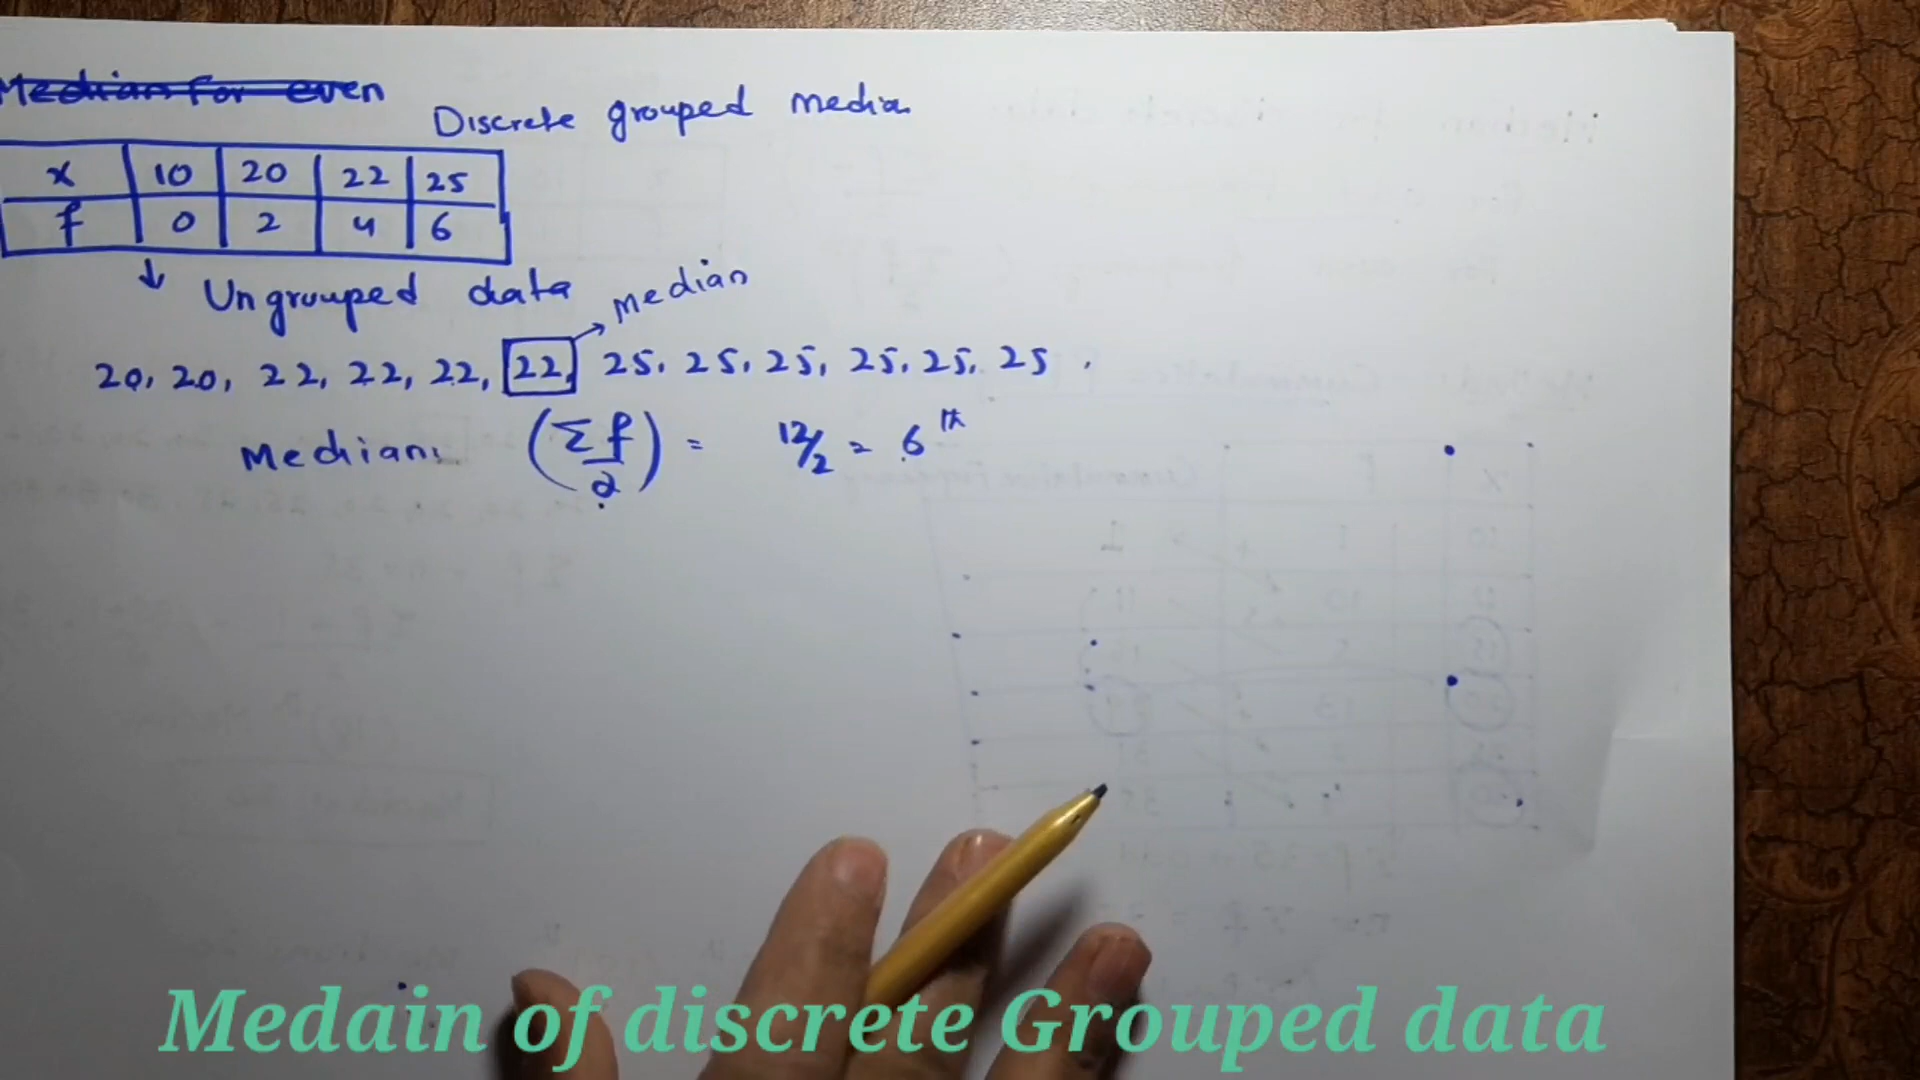 Median for even
Discrete grouped media
x 10 20 22 25
f 0 2 4 6
↓ Ungrouped data
Median
20, 20, 22, 22, 22, 22, 25, 25, 25, 25, 25, 25.
Median: (Σf/2) = 12/2 = 6th
Medain of discrete Grouped data